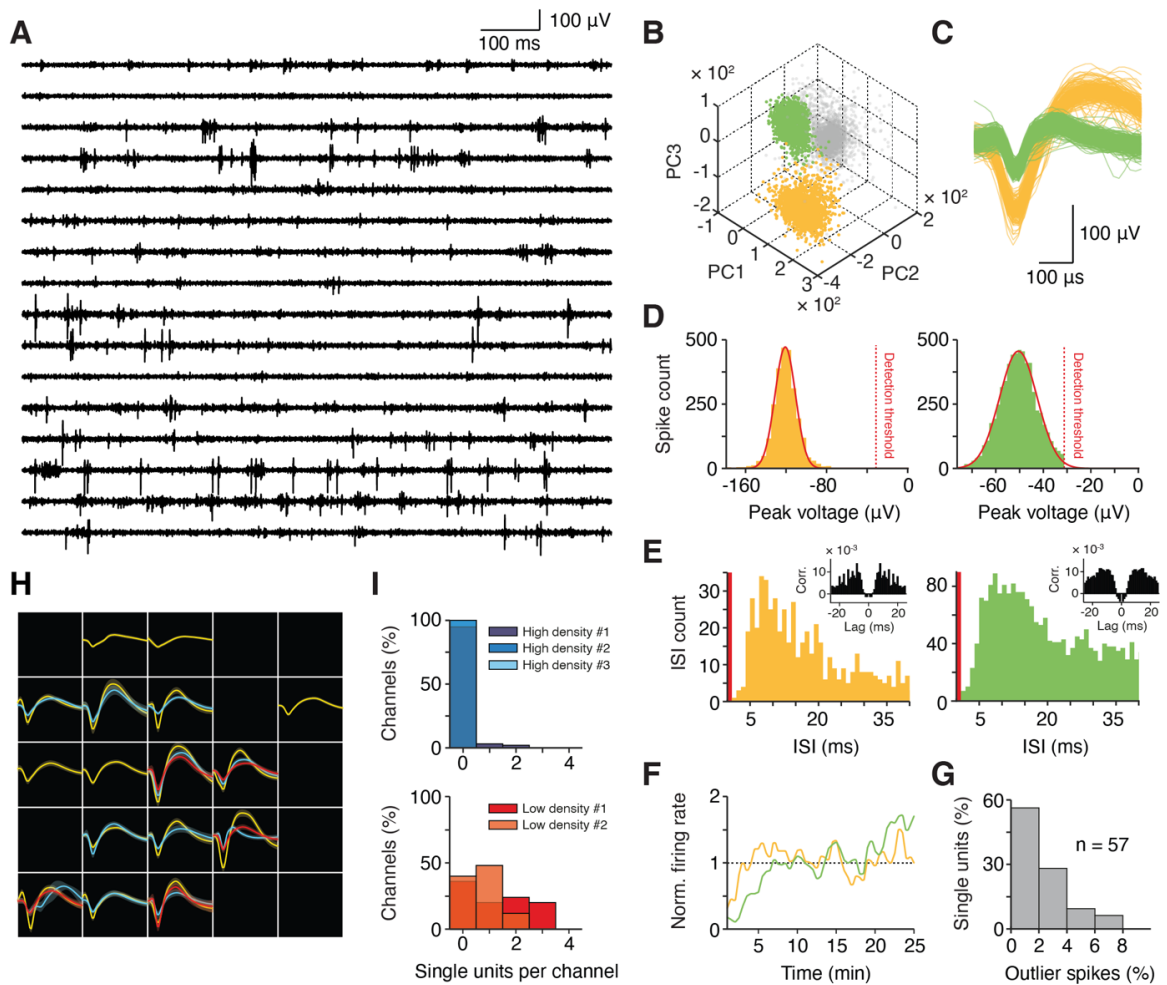 A
100 µV
100 ms
B
× 10²
1
0
-1
-2
PC3
-1
0
1
2
3
PC1
× 10²
-4
-2
0
2
PC2
× 10²
C
100 µV
100 µs
D
500
250
0
Spike count
-160
-80
0
Peak voltage (µV)
Detection threshold
500
250
0
-60
-40
-20
0
Peak voltage (µV)
Detection threshold
E
30
20
10
0
ISI count
5
20
35
ISI (ms)
× 10⁻³
10
0
Corr.
-20
0
20
Lag (ms)
80
40
0
5
20
35
ISI (ms)
× 10⁻³
10
0
Corr.
-20
0
20
Lag (ms)
H
I
100
50
0
Channels (%)
High density #1
High density #2
High density #3
0
2
4
100
50
0
Channels (%)
Low density #1
Low density #2
0
2
4
Single units per channel
F
2
1
0
Norm. firing rate
5
10
15
20
25
Time (min)
G
60
30
0
Single units (%)
n = 57
0
2
4
6
8
Outlier spikes (%)